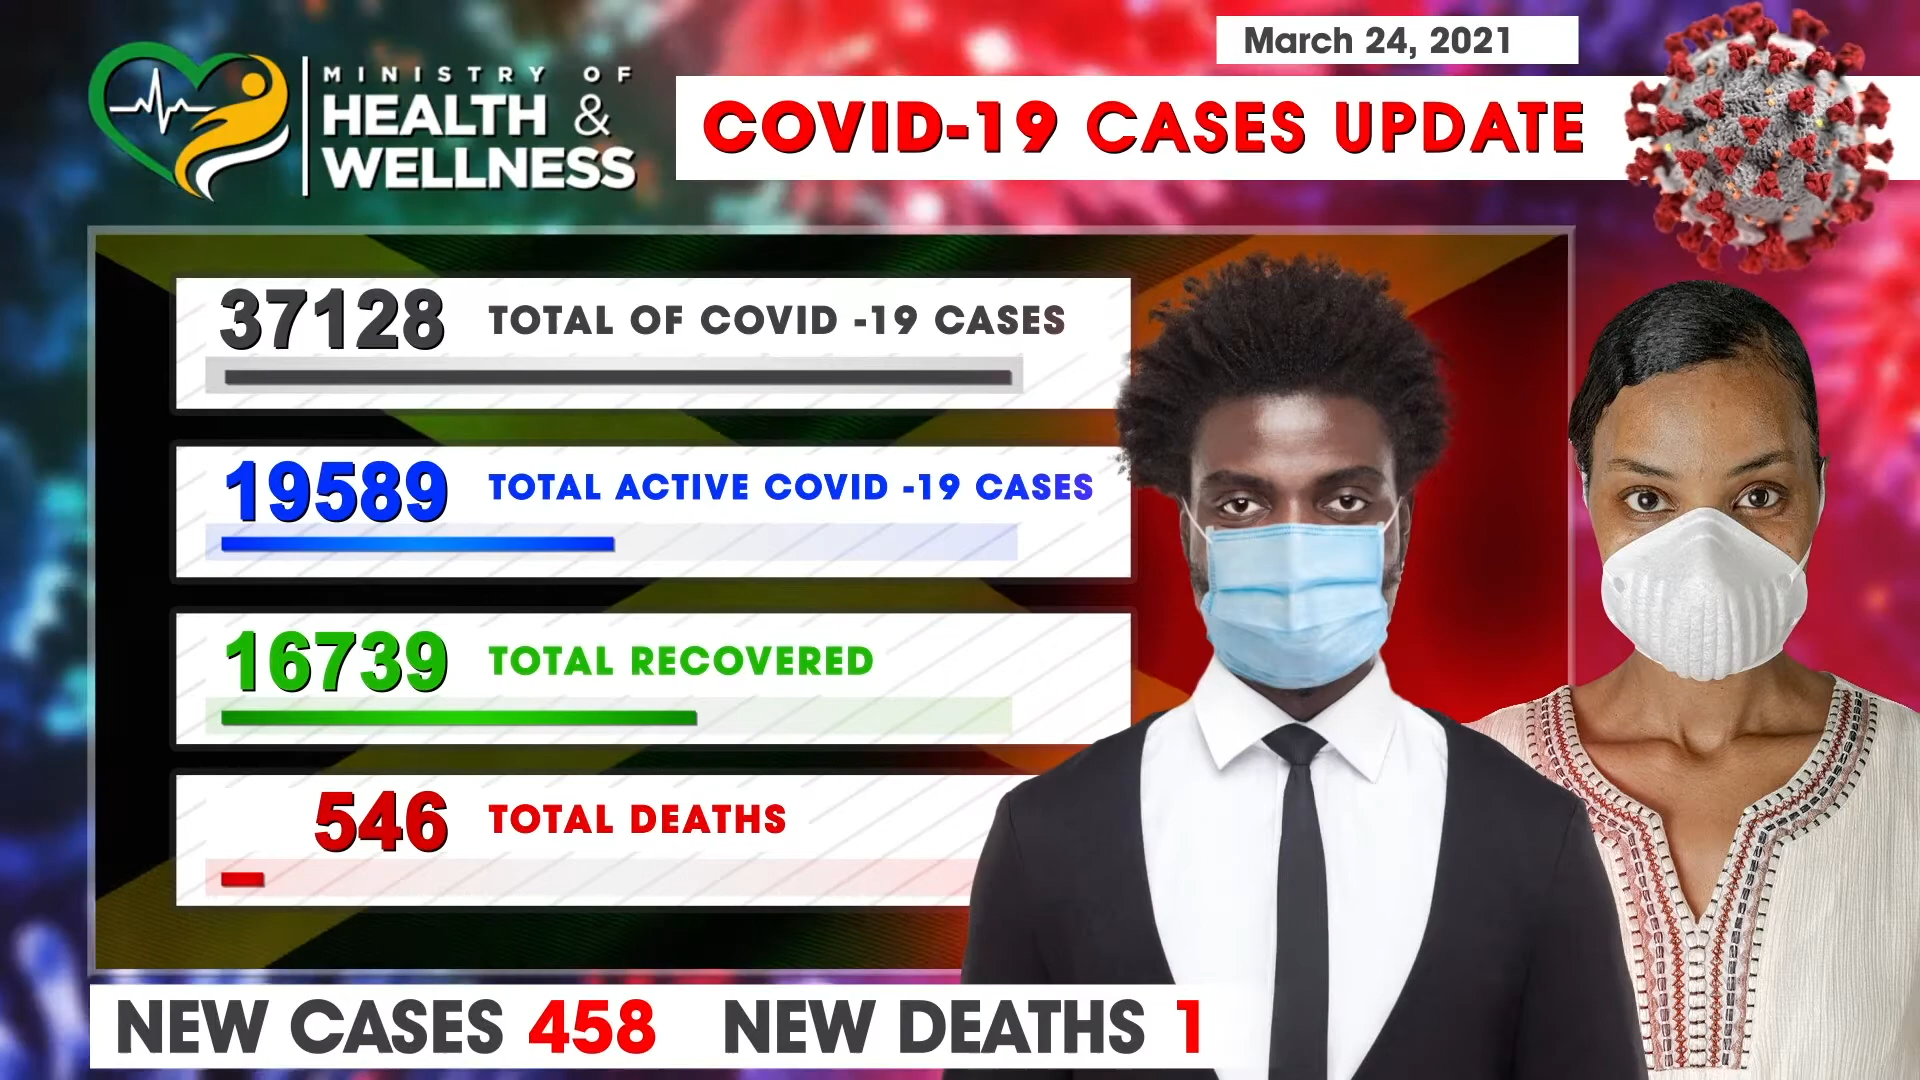 March 24, 2021
MINISTRY OF
HEALTH &
WELLNESS
COVID-19 CASES UPDATE
37128 TOTAL OF COVID -19 CASES
19589 TOTAL ACTIVE COVID -19 CASES
16739 TOTAL RECOVERED
546 TOTAL DEATHS
NEW CASES 458 NEW DEATHS 1